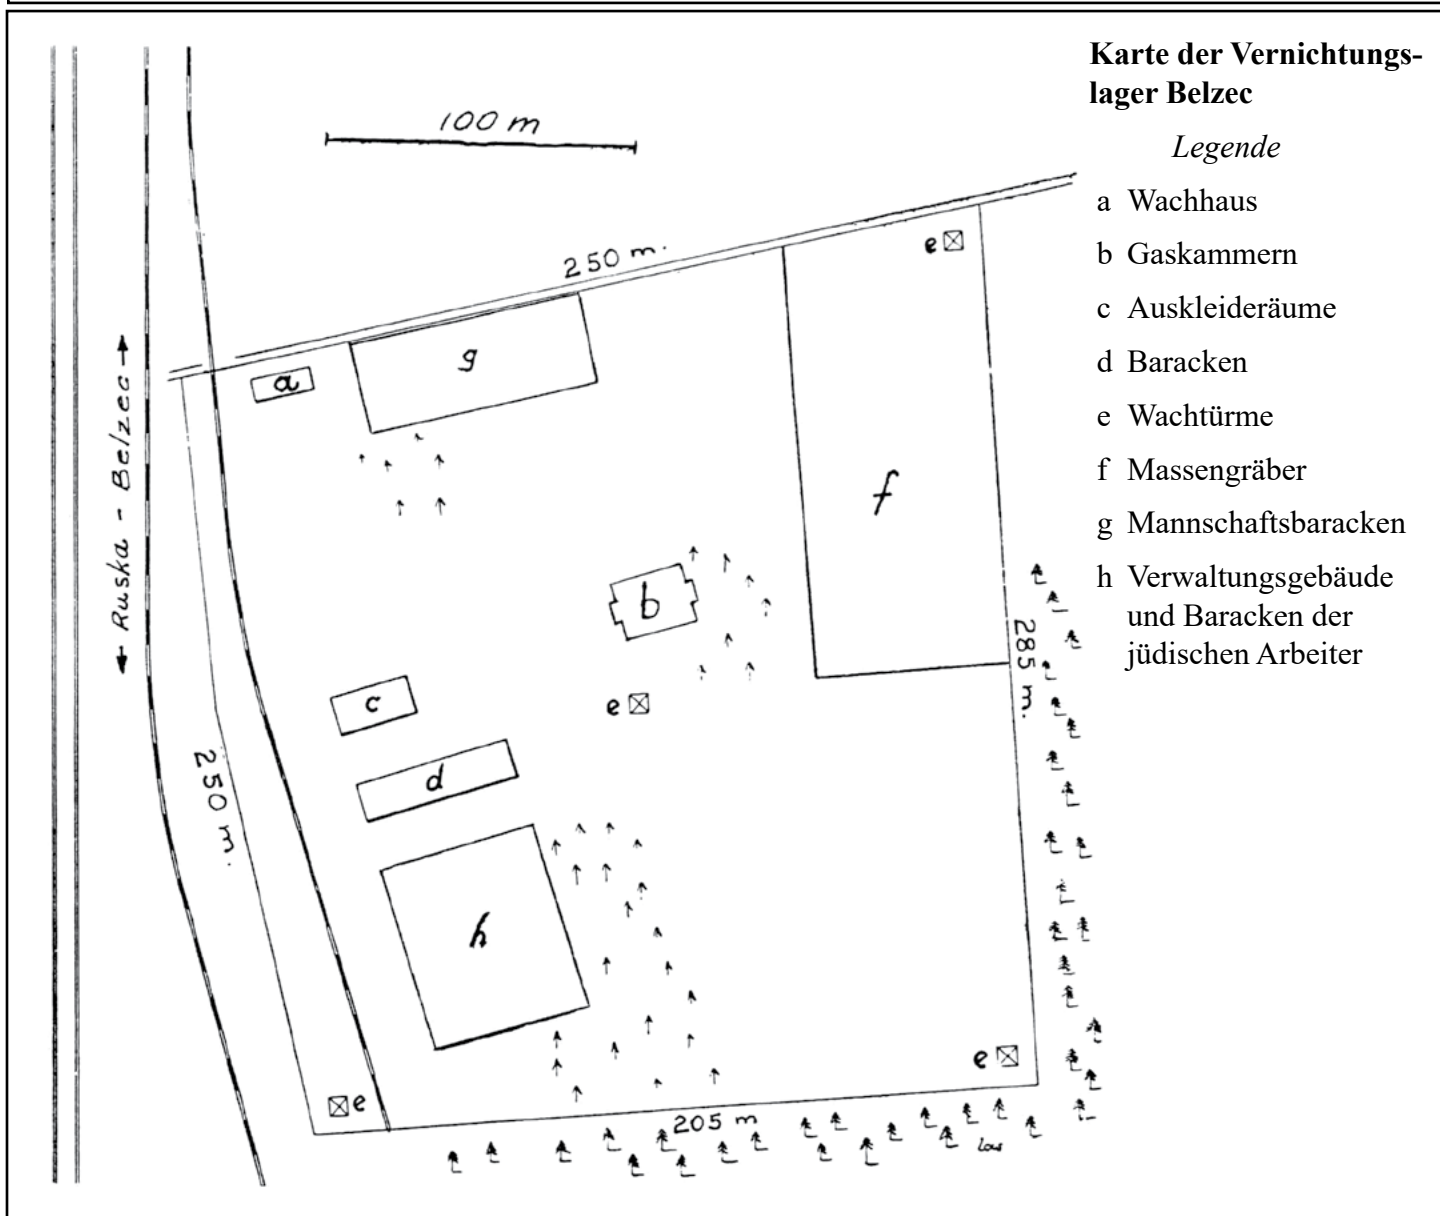 Karte der Vernichtungs-
lager Belzec
Legende
a Wachhaus
b Gaskammern
c Auskleideräume
d Baracken
e Wachtürme
f Massengräber
g Mannschaftsbaracken
h Verwaltungsgebäude
und Baracken der
jüdischen Arbeiter
100 m
250 m.
e
g
a
Ruska - Belzec
f
b
285 m.
c
e
d
250 m.
h
e
e
205 m